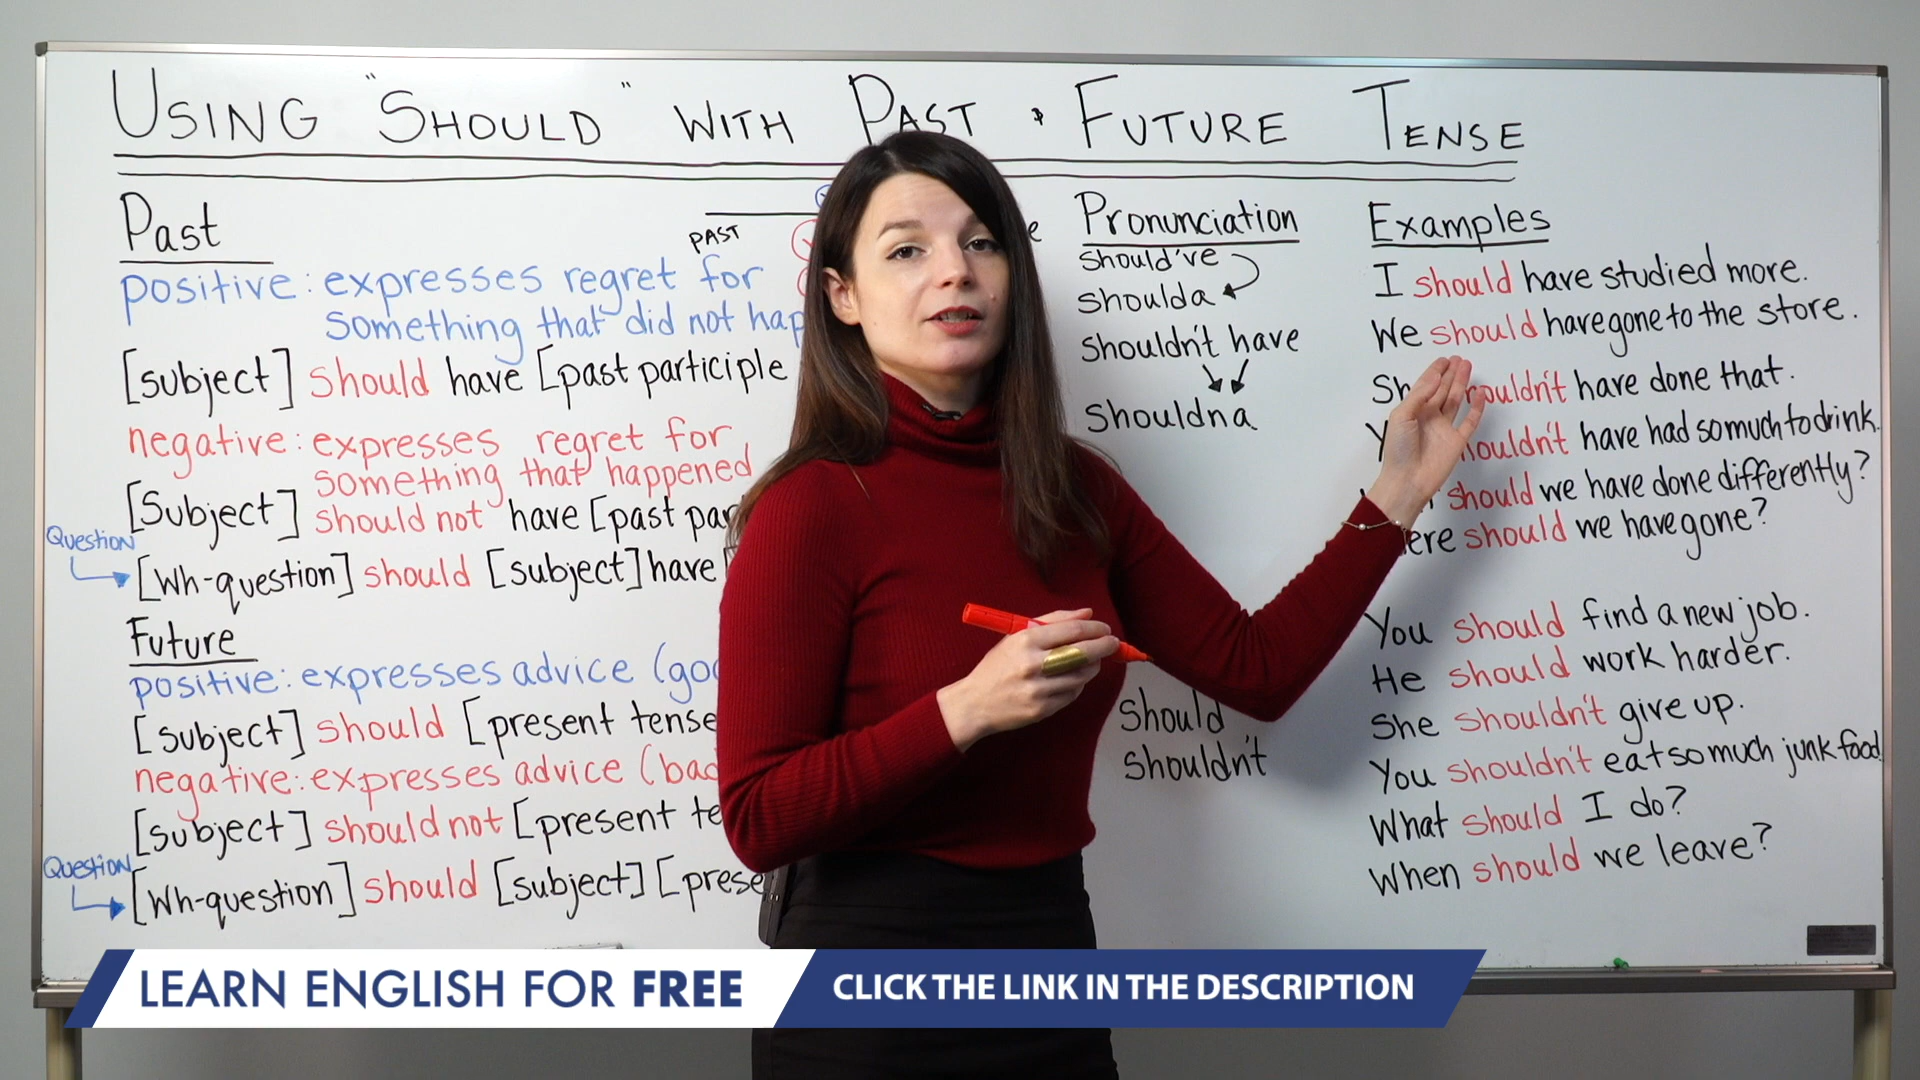 USING "SHOULD" WITH PAST & FUTURE TENSE
Past
PAST
positive: expresses regret for
something that did not hap
[subject] should have [past participle
negative: expresses regret for
something that happened
[Subject] should not have [past par
Question
[Wh-question] should [subject] have [
Future
positive: expresses advice (goo
[subject] should [present tense
negative: expresses advice (bad
[subject] should not [present te
Question
[Wh-question] should [subject] [prese
Pronunciation
should've
shoulda
shouldn't have
shouldna
should
shouldn't
Examples
I should have studied more.
We should have gone to the store.
Sh ouldn't have done that.
Y ouldn't have had so much to drink.
should we have done differently?
ere should we have gone?
You should find a new job.
He should work harder.
She shouldn't give up.
You shouldn't eat so much junk food.
What should I do?
When should we leave?
LEARN ENGLISH FOR FREE
CLICK THE LINK IN THE DESCRIPTION